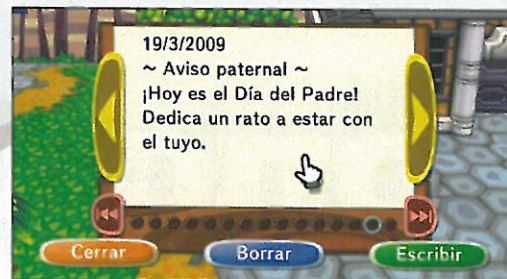 19/3/2009
~ Aviso paternal ~
¡Hoy es el Día del Padre!
Dedica un rato a estar con
el tuyo.
Cerrar
Borrar
Escribir